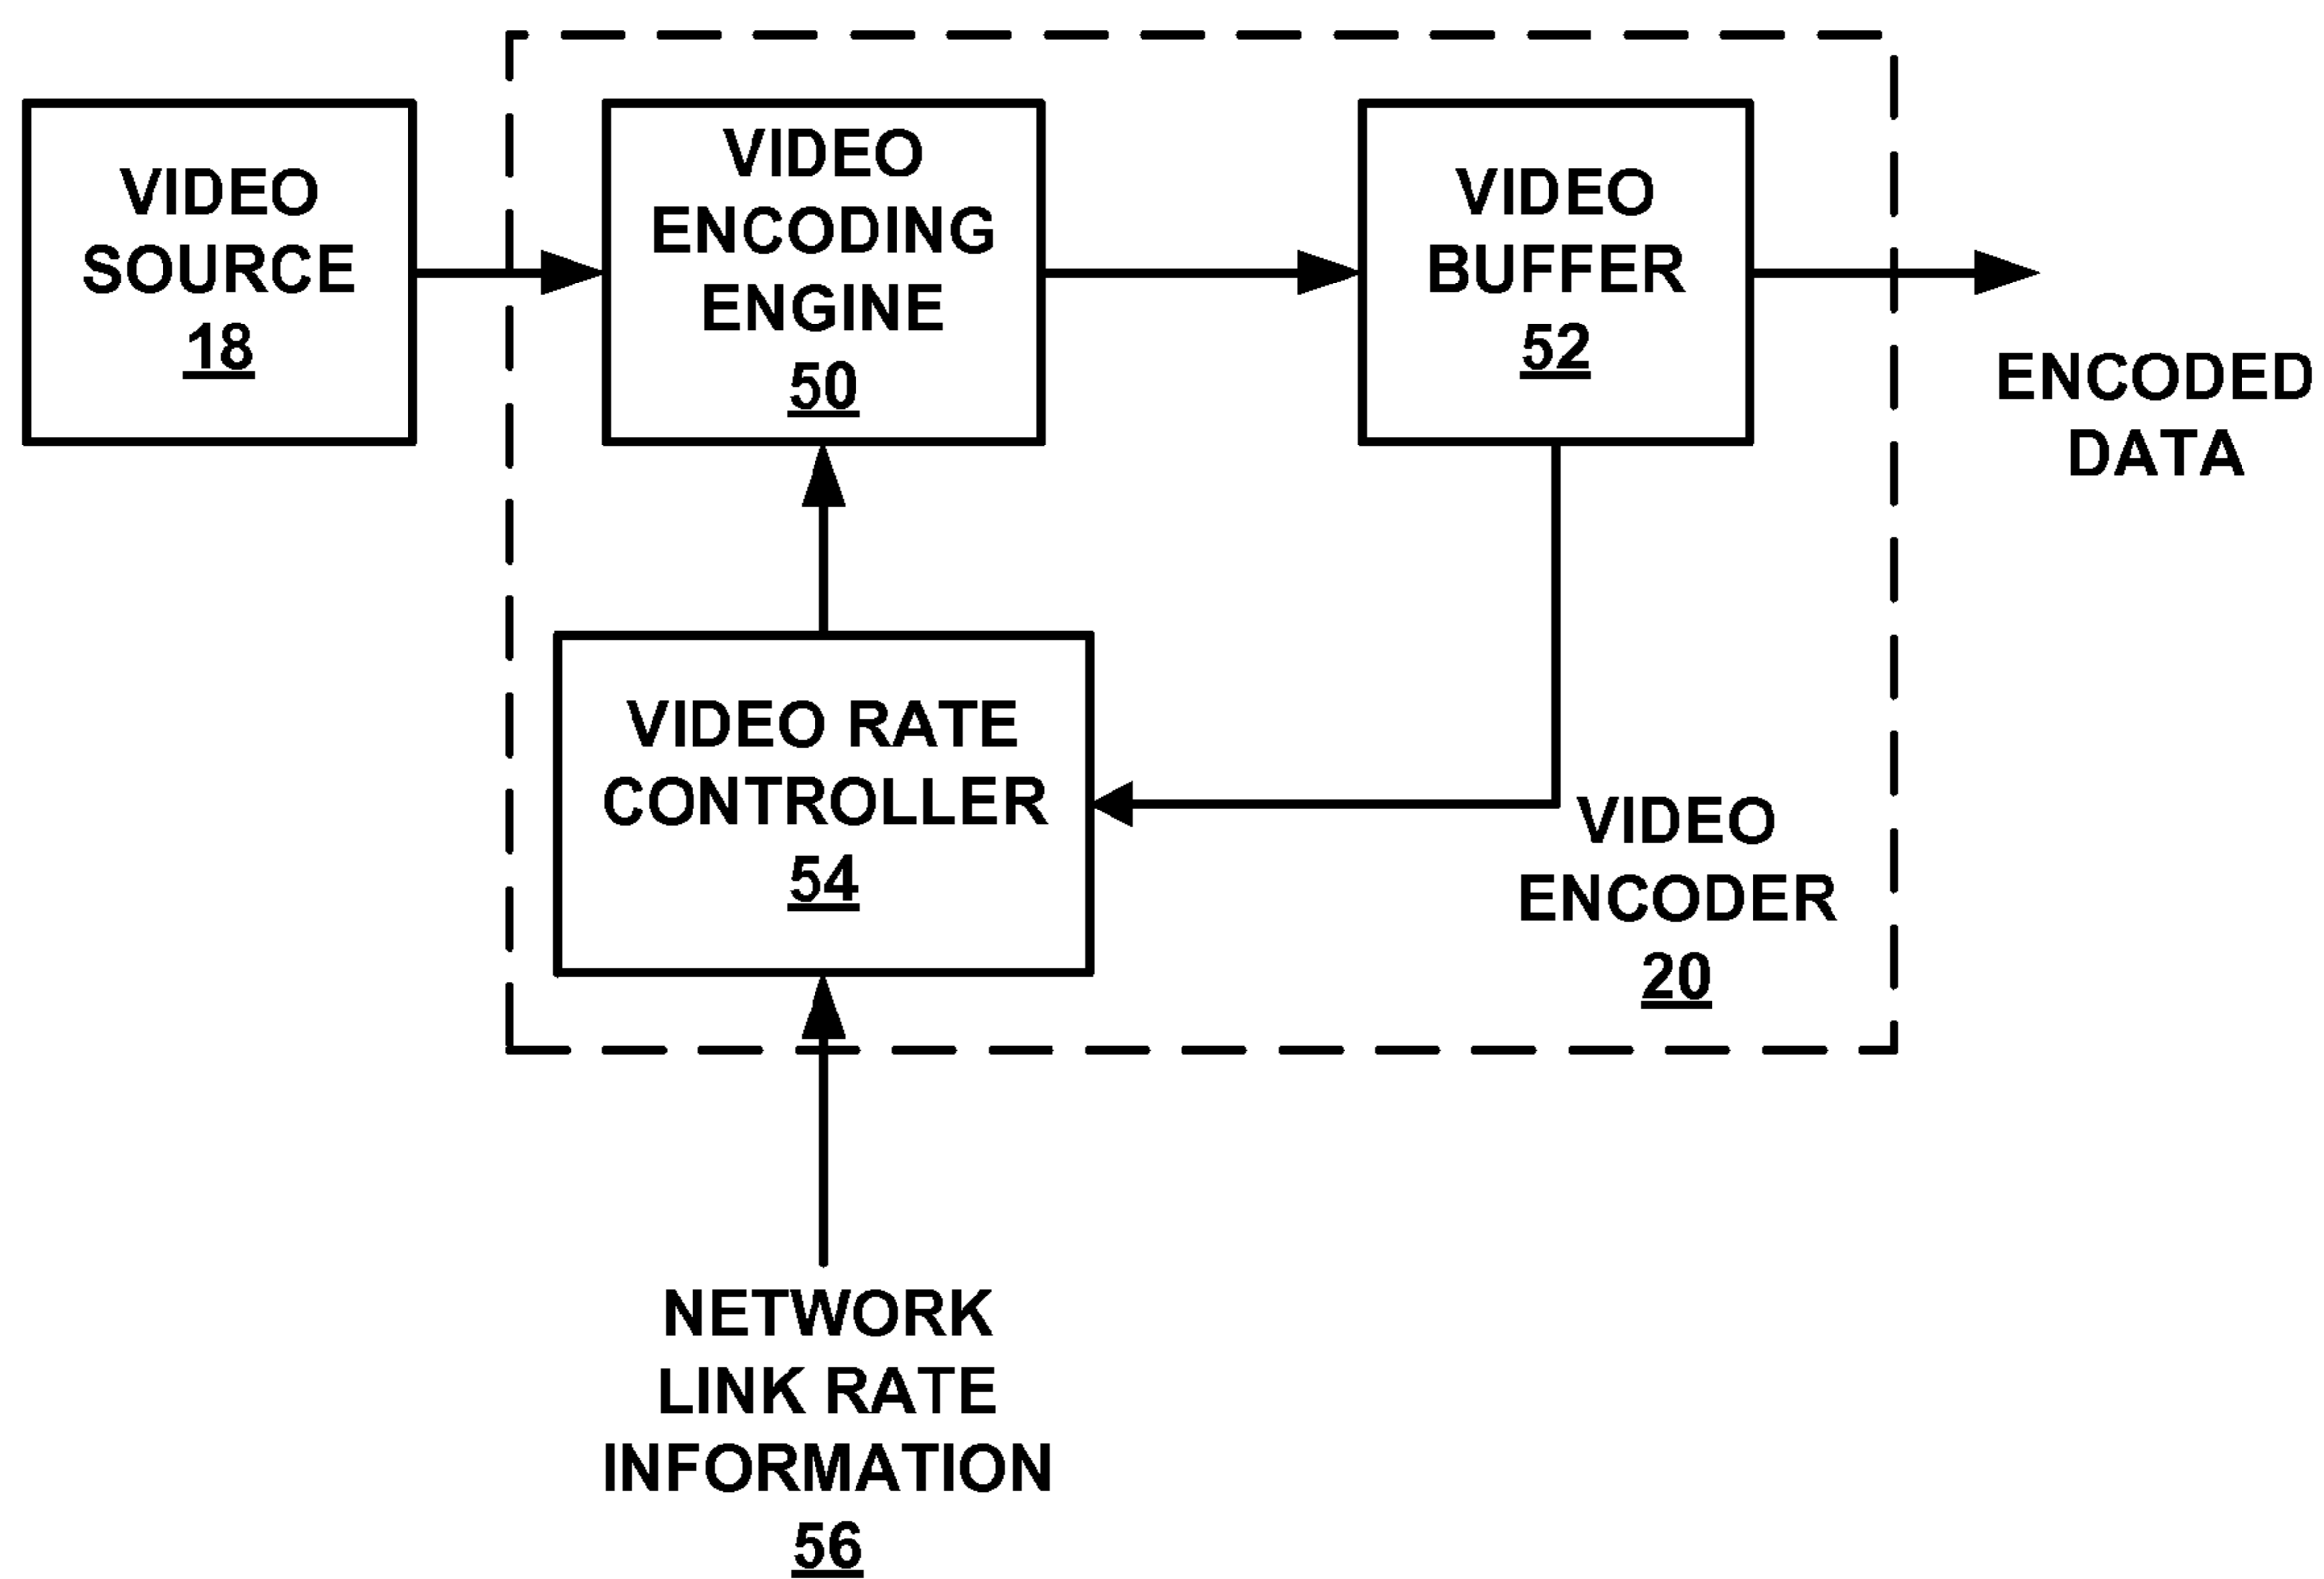 VIDEO
SOURCE
18
VIDEO
ENCODING
ENGINE
50
VIDEO
BUFFER
52
ENCODED
DATA
VIDEO RATE
CONTROLLER
54
VIDEO
ENCODER
20
NETWORK
LINK RATE
INFORMATION
56